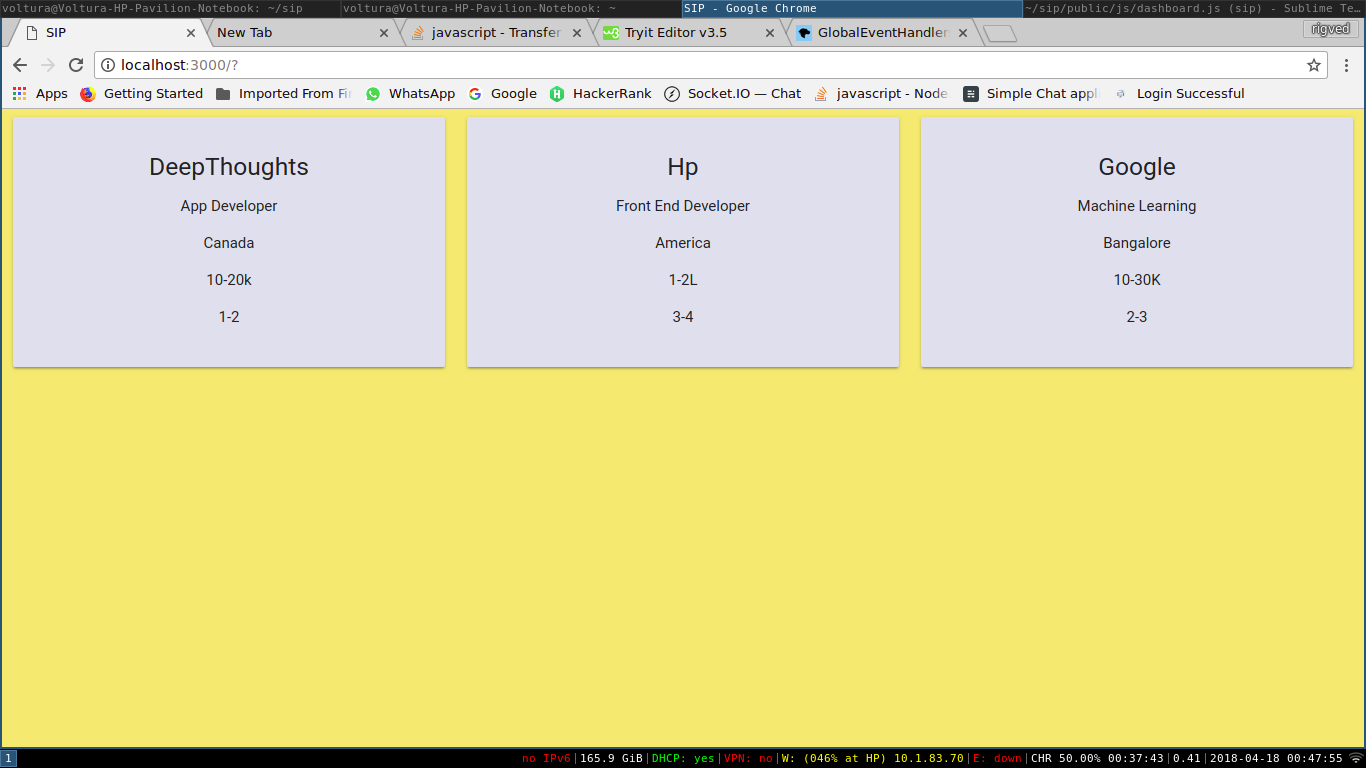 voltura@Voltura-HP-Pavilion-Notebook: ~/sip voltura@Voltura-HP-Pavilion-Notebook: ~ SIP - Google Chrome ~/sip/public/js/dashboard.js (sip) - Sublime Te…
SIP New Tab javascript - Transfer Tryit Editor v3.5 GlobalEventHandler rigved
localhost:3000/?
Apps Getting Started Imported From Fir WhatsApp Google HackerRank Socket.IO — Chat javascript - Node Simple Chat appl Login Successful
DeepThoughts Hp Google
App Developer Front End Developer Machine Learning
Canada America Bangalore
10-20k 1-2L 10-30K
1-2 3-4 2-3
1 no IPv6|165.9 GiB|DHCP: yes|VPN: no|W: (046% at HP) 10.1.83.70|E: down|CHR 50.00% 00:37:43|0.41|2018-04-18 00:47:55